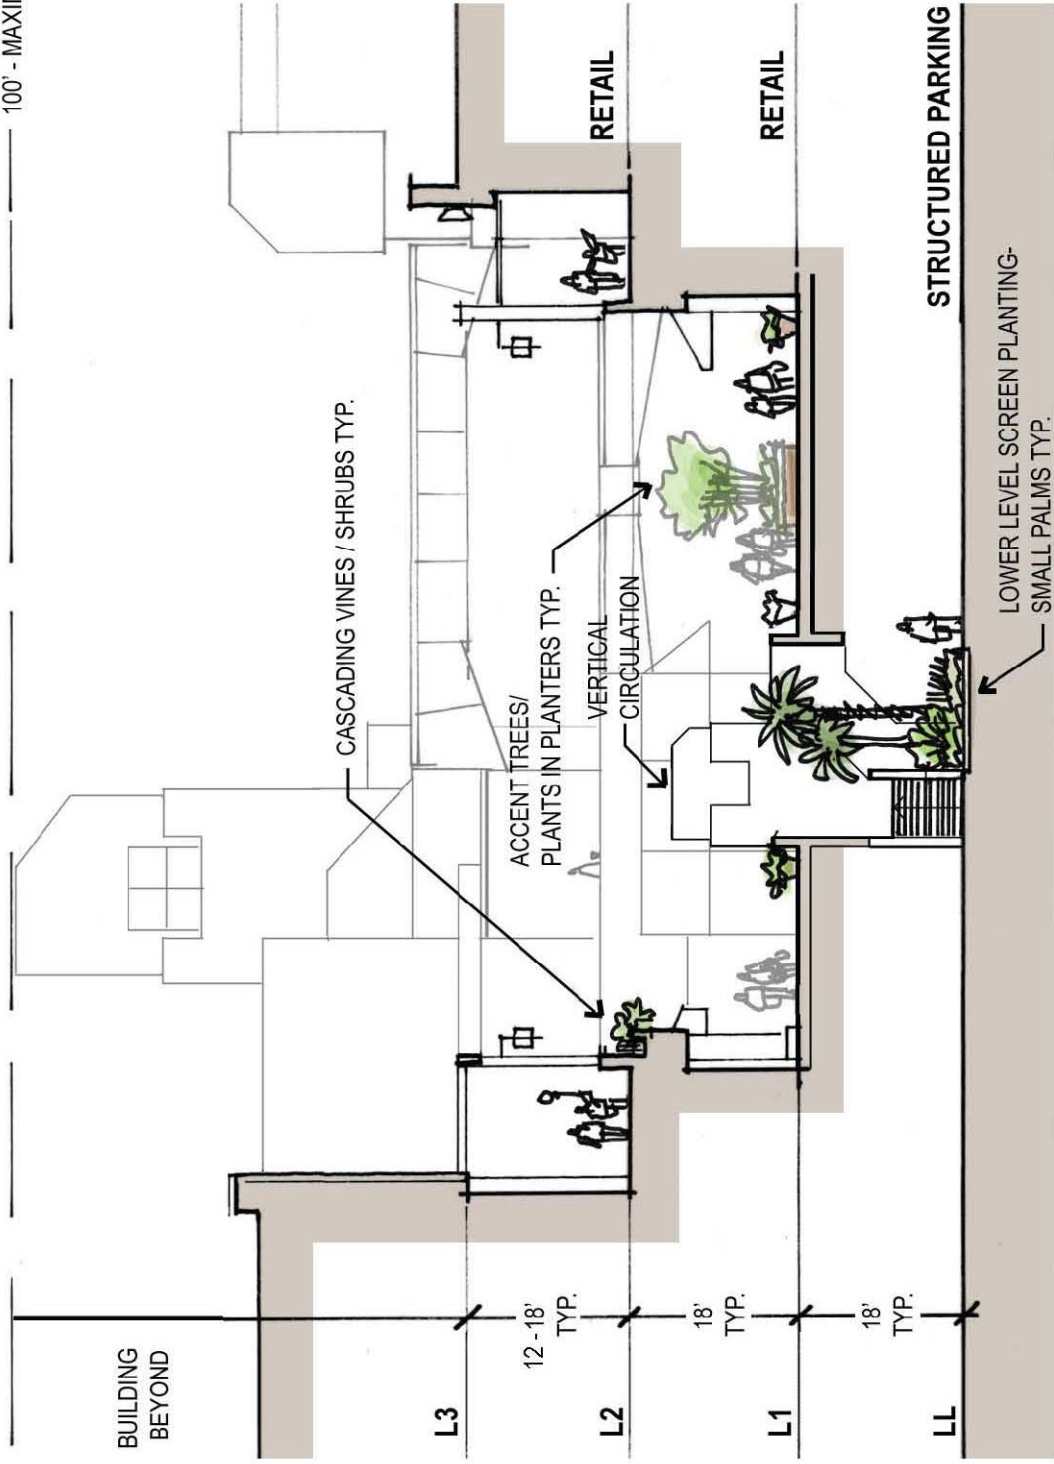 100' - MAXI
BUILDING
BEYOND
CASCADING VINES / SHRUBS TYP.
ACCENT TREES/
PLANTS IN PLANTERS TYP.
VERTICAL
CIRCULATION
L3
12 - 18'
TYP.
L2
RETAIL
18'
TYP.
L1
RETAIL
18'
TYP.
LL
STRUCTURED PARKING
LOWER LEVEL SCREEN PLANTING-
SMALL PALMS TYP.